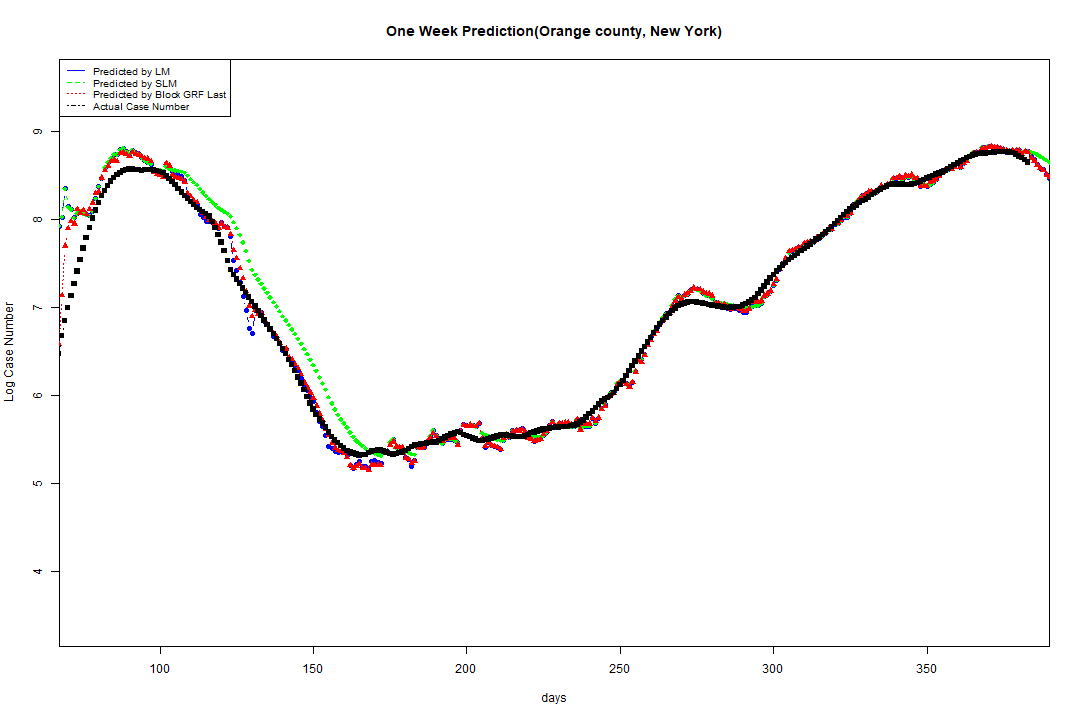 One Week Prediction(Orange county, New York)
Predicted by LM
Predicted by SLM
Predicted by Block GRF Last
Actual Case Number
9
8
7
6
5
4
Log Case Number
100 150 200 250 300 350
days